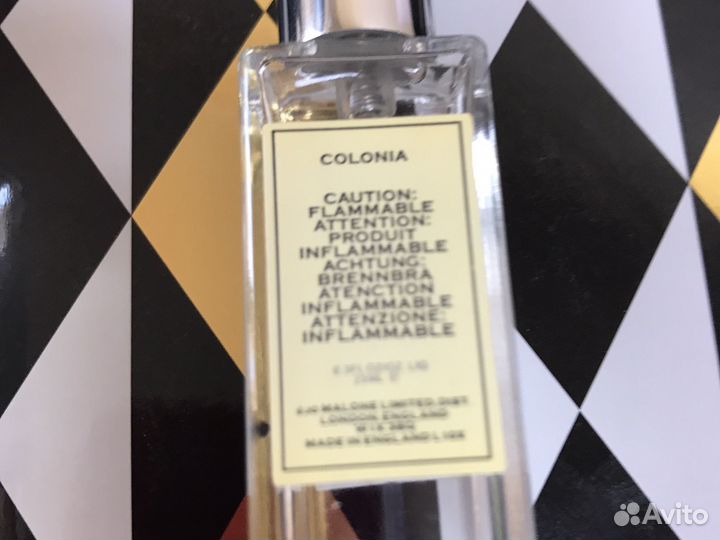 COLONIA
CAUTION:
FLAMMABLE
ATTENTION:
PRODUIT
INFLAMMABLE
ACHTUNG:
BRENNBRA
ATENCTION
INFLAMMABLE
ATTENZIONE:
INFLAMMABLE
MALONE LIMITED. DIST.
LONDON, ENGLAND
MADE IN ENGLAND
Avito